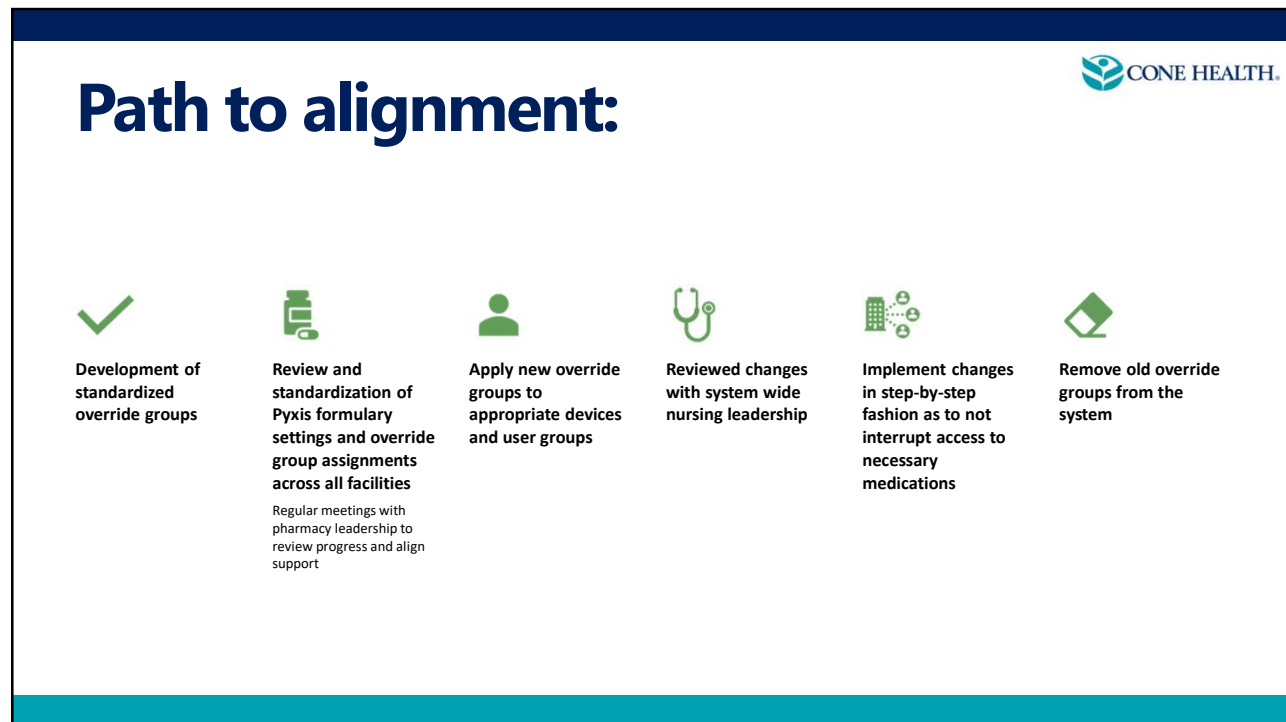 CONE HEALTH®
Path to alignment:
Development of
standardized
override groups
Review and
standardization of
Pyxis formulary
settings and override
group assignments
across all facilities
Regular meetings with
pharmacy leadership to
review progress and align
support
Apply new override
groups to
appropriate devices
and user groups
Reviewed changes
with system wide
nursing leadership
Implement changes
in step-by-step
fashion as to not
interrupt access to
necessary
medications
Remove old override
groups from the
system